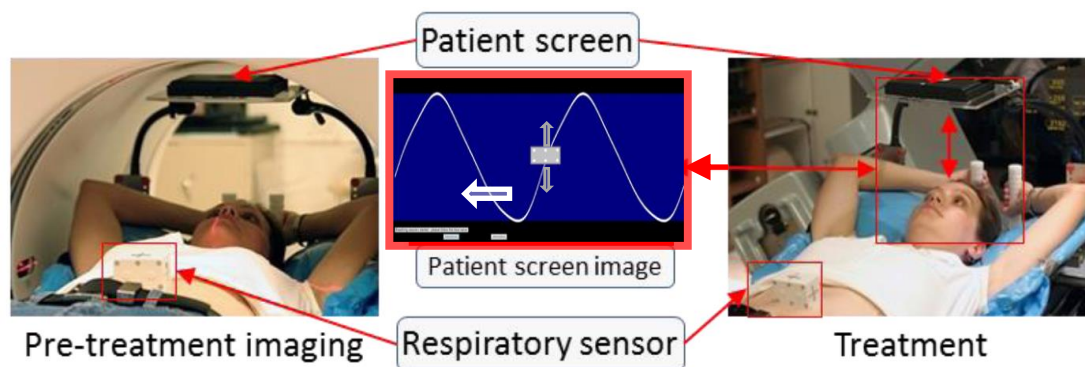 Patient screen
Patient screen image
Pre-treatment imaging
Respiratory sensor
Treatment